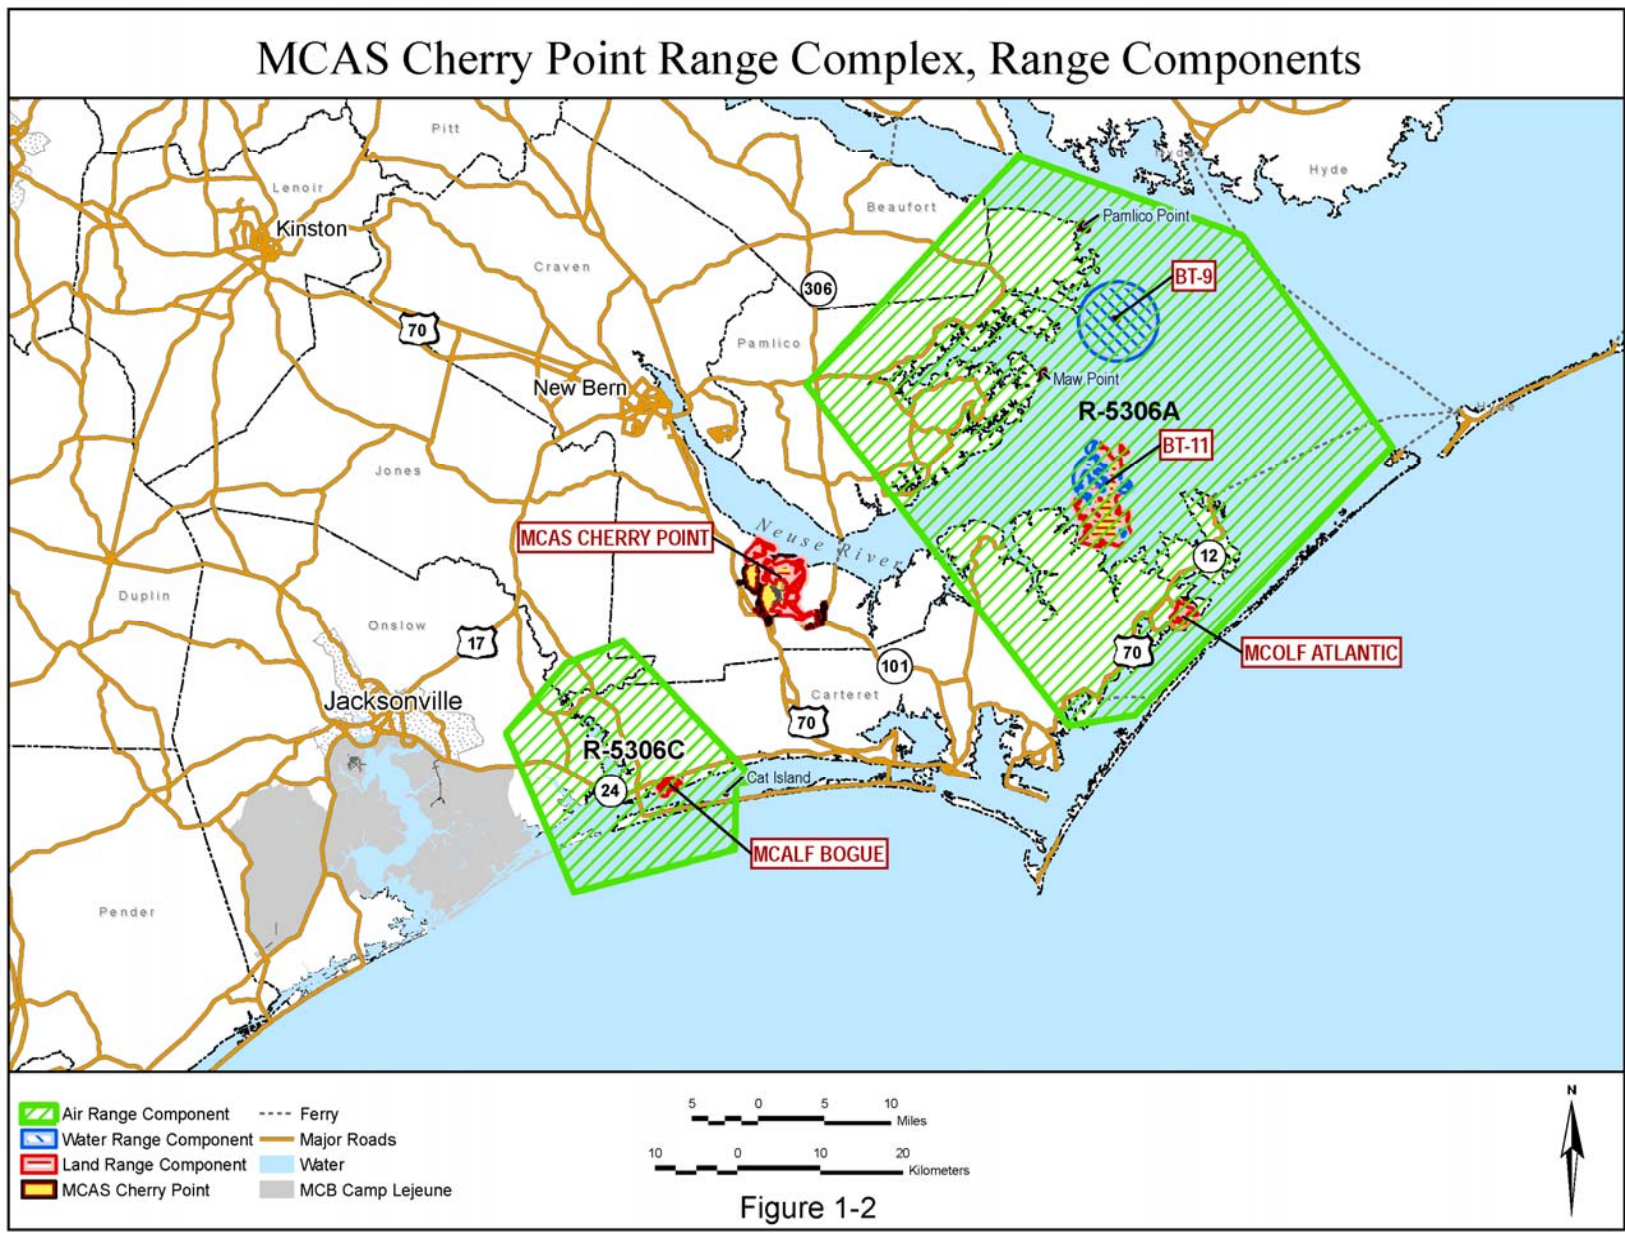 MCAS Cherry Point Range Complex, Range Components
Pitt
Hyde
Hyde
Lenoir
Beaufort
Pamlico Point
Kinston
Craven
BT-9
306
70
Pamlico
Maw Point
New Bern
R-5306A
Hyde
BT-11
Jones
Neuse River
MCAS CHERRY POINT
12
Duplin
Onslow
17
70
MCOLF ATLANTIC
101
Carteret
Jacksonville
70
R-5306C
Cat Island
24
MCALF BOGUE
Pender
Air Range Component
Water Range Component
Land Range Component
MCAS Cherry Point
Ferry
Major Roads
Water
MCB Camp Lejeune
5 0 5 10
Miles
10 0 10 20
Kilometers
Figure 1-2
N